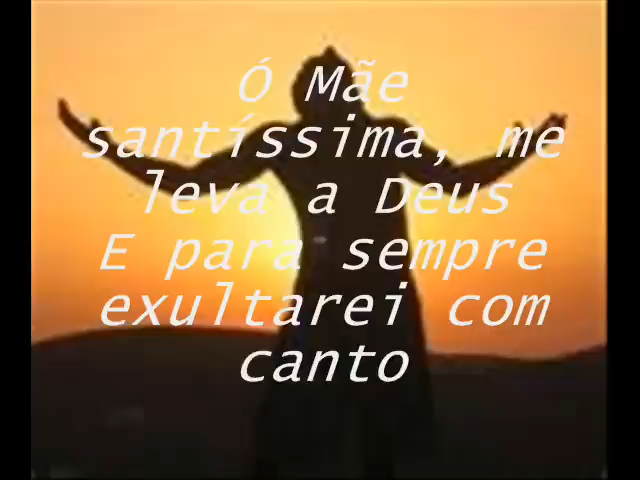 Ó Mãe
santíssima, me
leva a Deus
E para sempre
exultarei com
canto